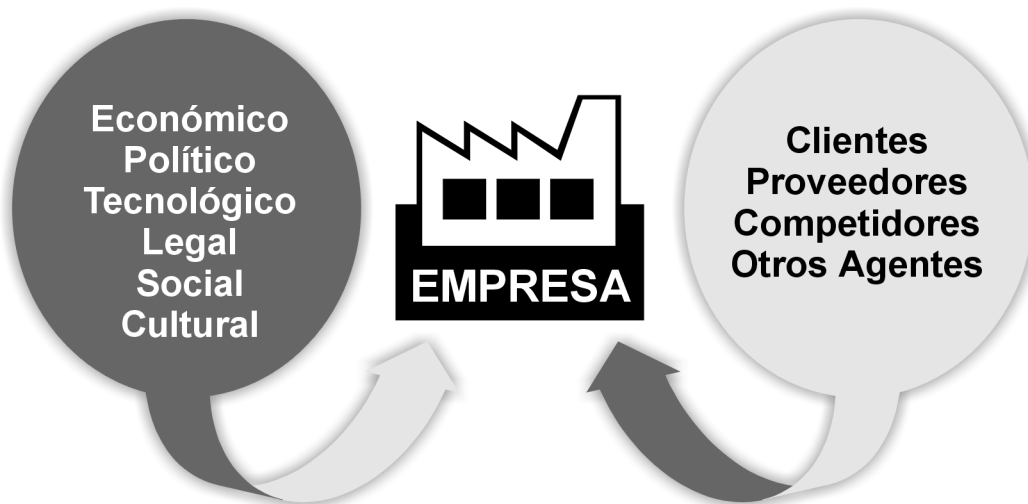 Económico
Político
Tecnológico
Legal
Social
Cultural
EMPRESA
Clientes
Proveedores
Competidores
Otros Agentes